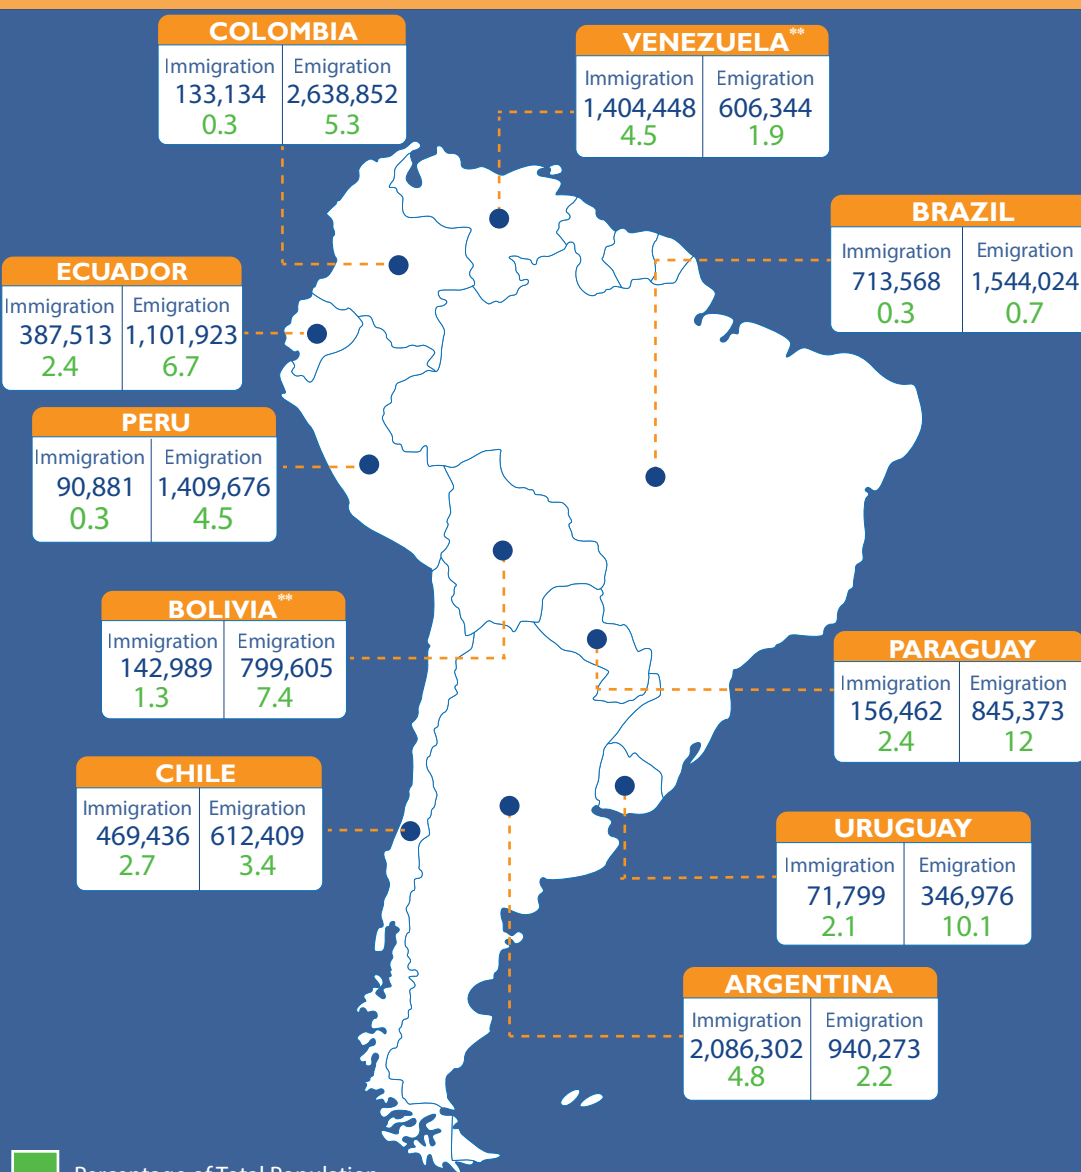 COLOMBIA
Immigration Emigration
133,134 2,638,852
0.3 5.3
VENEZUELA**
Immigration Emigration
1,404,448 606,344
4.5 1.9
BRAZIL
Immigration Emigration
713,568 1,544,024
0.3 0.7
ECUADOR
Immigration Emigration
387,513 1,101,923
2.4 6.7
PERU
Immigration Emigration
90,881 1,409,676
0.3 4.5
BOLIVIA**
Immigration Emigration
142,989 799,605
1.3 7.4
PARAGUAY
Immigration Emigration
156,462 845,373
2.4 12
CHILE
Immigration Emigration
469,436 612,409
2.7 3.4
URUGUAY
Immigration Emigration
71,799 346,976
2.1 10.1
ARGENTINA
Immigration Emigration
2,086,302 940,273
4.8 2.2
Percentage of Total Population